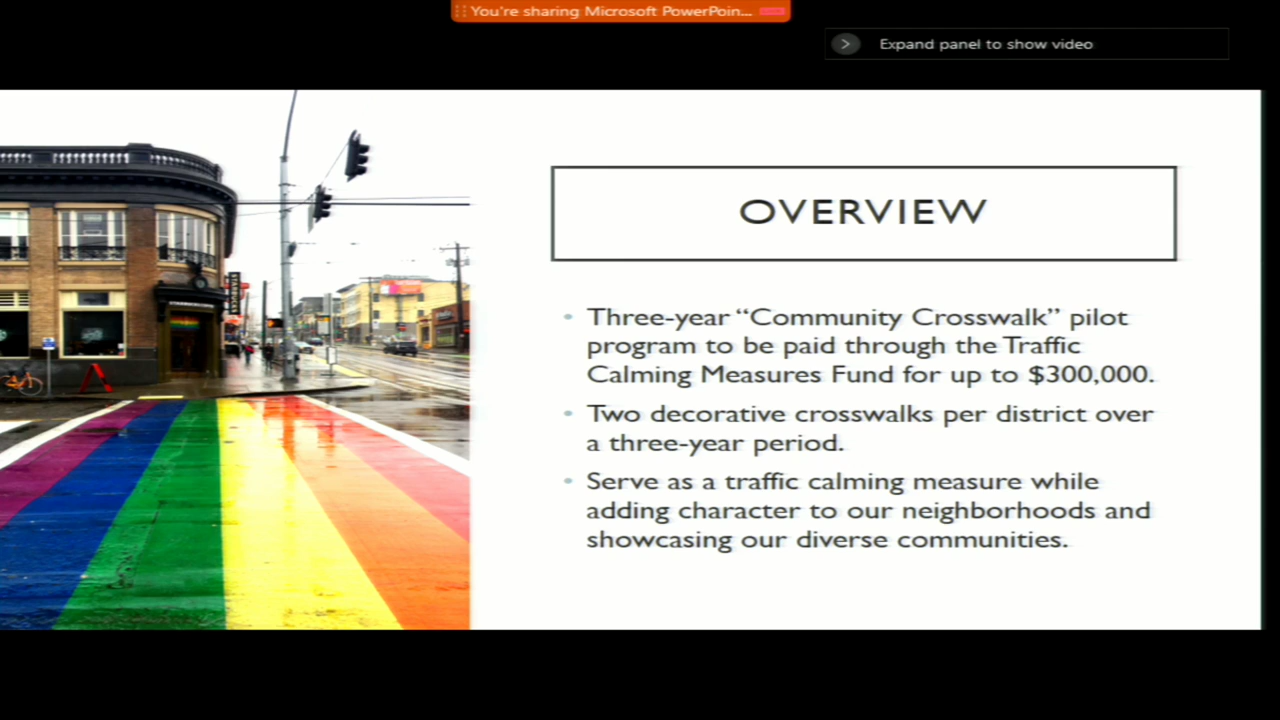 You're sharing Microsoft PowerPoin...
Expand panel to show video
STARBUCKS
OVERVIEW
• Three-year “Community Crosswalk” pilot
program to be paid through the Traffic
Calming Measures Fund for up to $300,000.
• Two decorative crosswalks per district over
a three-year period.
• Serve as a traffic calming measure while
adding character to our neighborhoods and
showcasing our diverse communities.